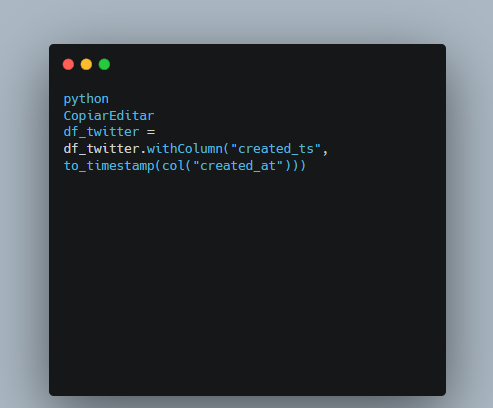 python
CopiarEditar
df_twitter =
df_twitter.withColumn("created_ts",
to_timestamp(col("created_at")))